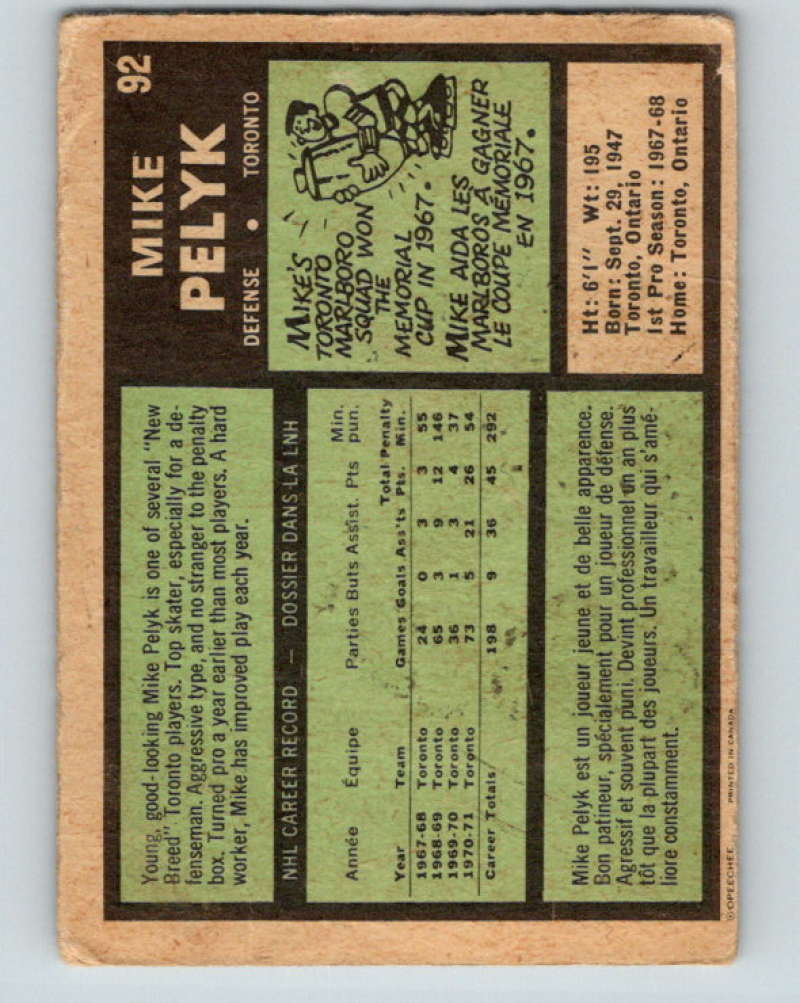 92
MIKE
PELYK
DEFENSE • TORONTO
Young, good-looking Mike Pelyk is one of several "New
Breed" Toronto players. Top skater, especially for a de-
fenseman. Aggressive type, and no stranger to the penalty
box. Turned pro a year earlier than most players. A hard
worker, Mike has improved play each year.
MIKE'S
TORONTO
MARLBORO
SQUAD WON
THE
MEMORIAL
CUP IN 1967.
MIKE AIDA LES
MARLBOROS À GAGNER
LE COUPE MEMORIALE
EN 1967.
NHL CAREER RECORD — DOSSIER DANS LA LNH
Année Équipe Parties Buts Assist. Pts Min. pun.
Year Team Games Goals Ass'ts Total Pts. Penalty Min.
1967-68 Toronto 24 0 3 3 55
1968-69 Toronto 65 3 9 12 146
1969-70 Toronto 36 1 3 4 37
1970-71 Toronto 73 5 21 26 54
Career Totals 198 9 36 45 292
Ht: 6'1" Wt: 195
Born: Sept. 29, 1947
Toronto, Ontario
1st Pro Season: 1967-68
Home: Toronto, Ontario
Mike Pelyk est un joueur jeune et de belle apparence.
Bon patineur, spécialement pour un joueur de défense.
Agressif et souvent puni. Devint professionnel un an plus
tôt que la plupart des joueurs. Un travailleur qui s'amé-
liore constamment.
©OPEECHEE PRINTED IN CANADA